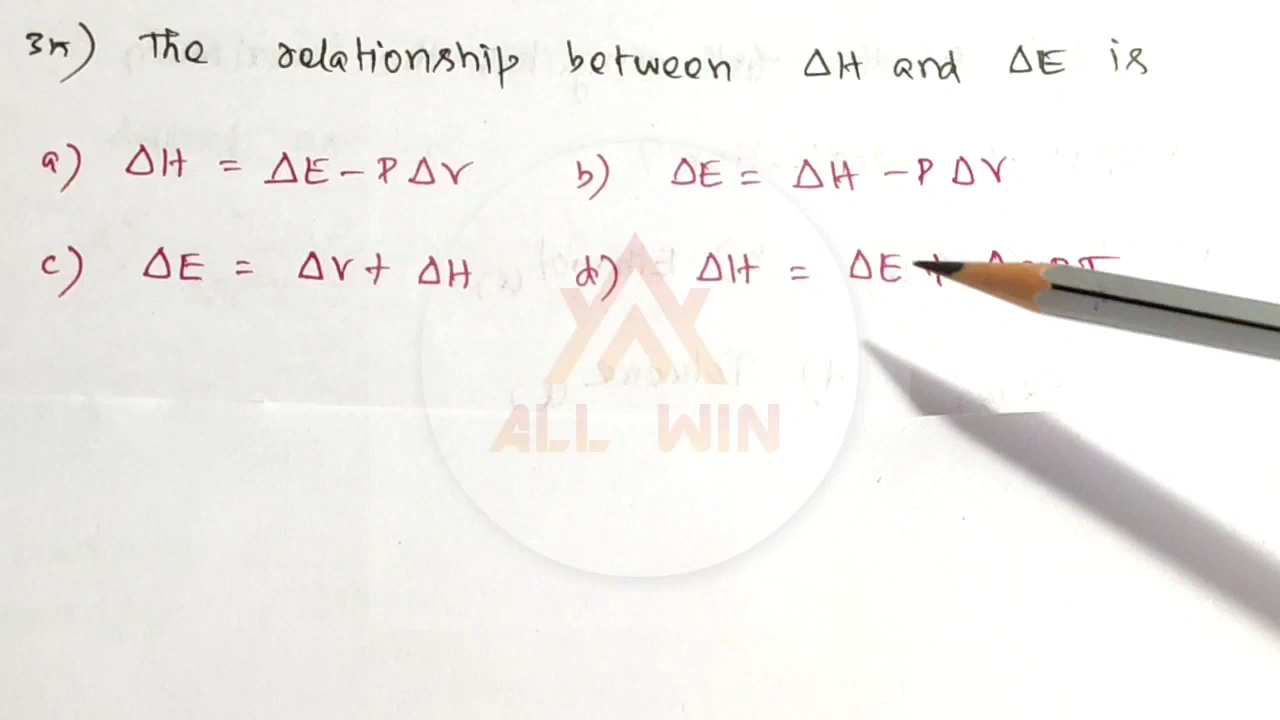 3x) The relationship between ΔH and ΔE is
a) ΔH = ΔE - PΔV b) ΔE = ΔH - PΔV
c) ΔE = ΔV + ΔH d) ΔH = ΔE +
ALL WIN